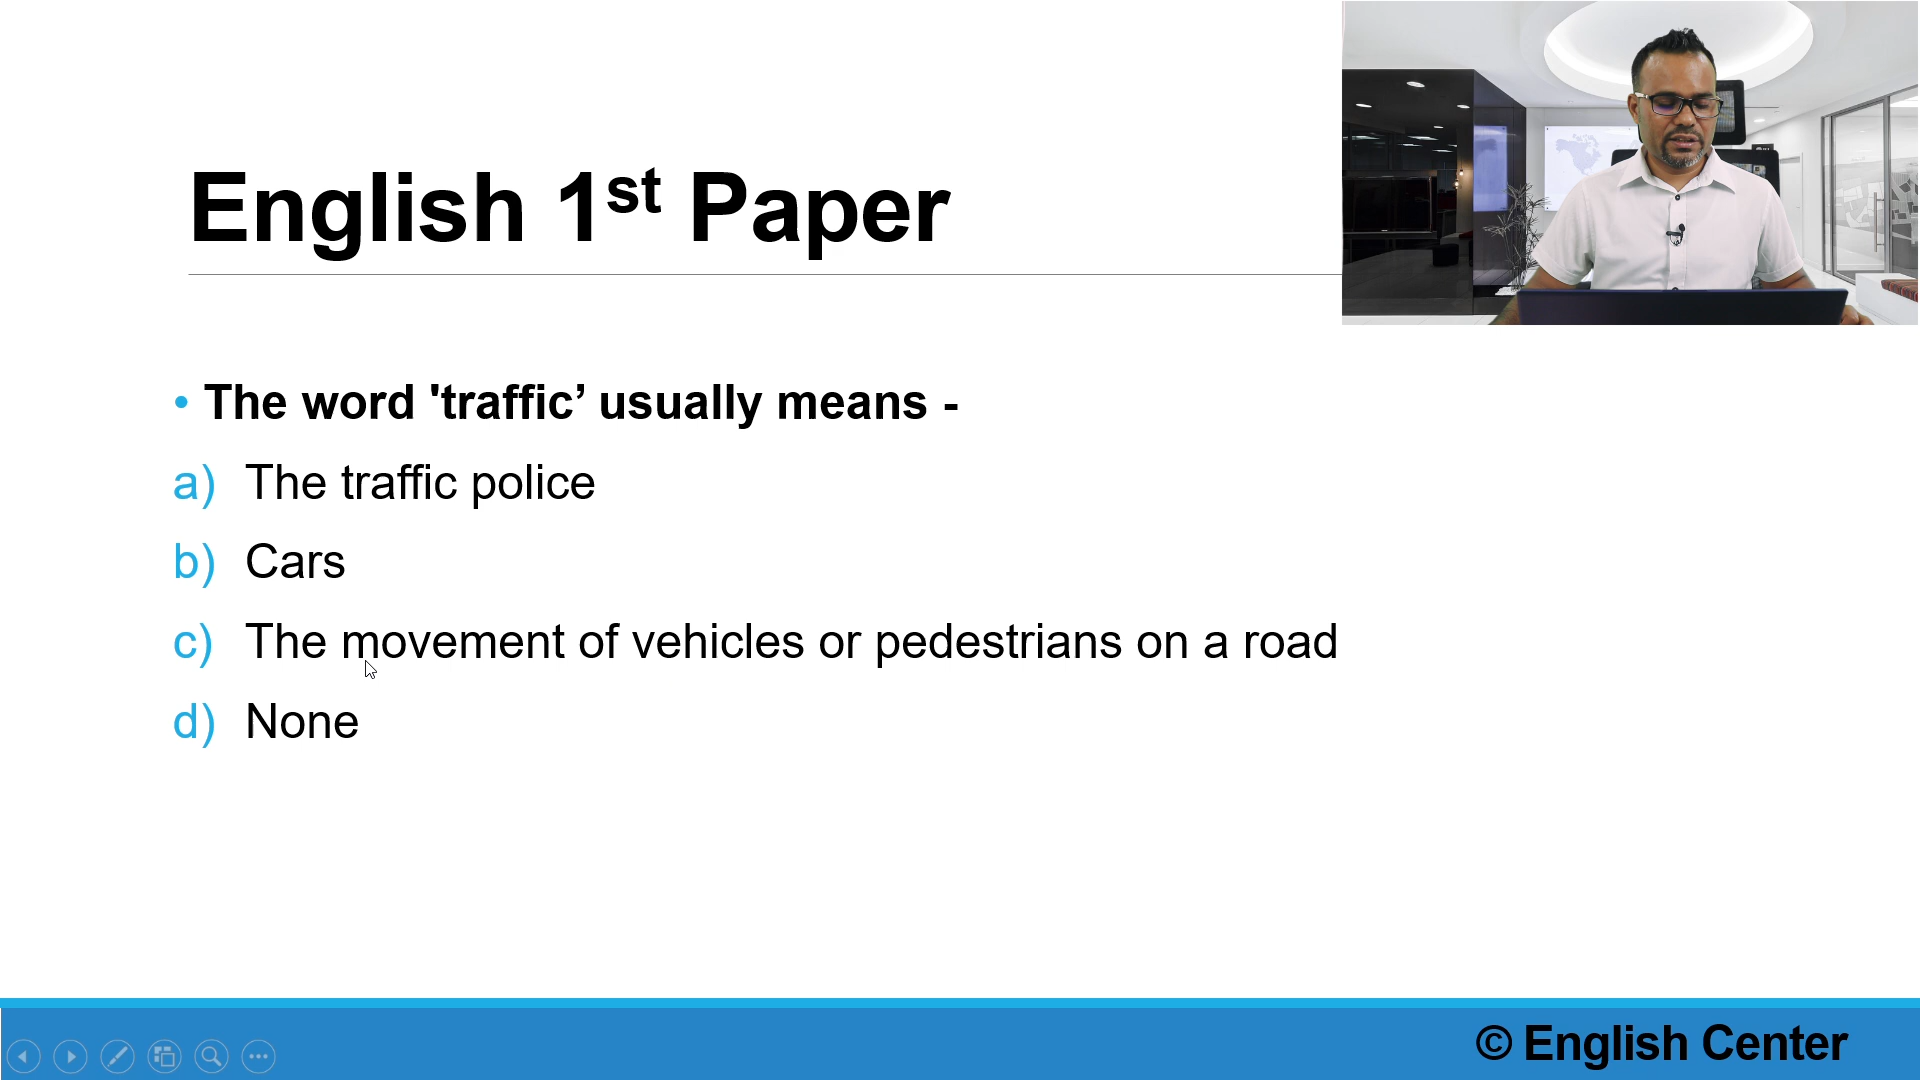 English 1st Paper
• The word 'traffic’ usually means -
a) The traffic police
b) Cars
c) The movement of vehicles or pedestrians on a road
d) None
© English Center